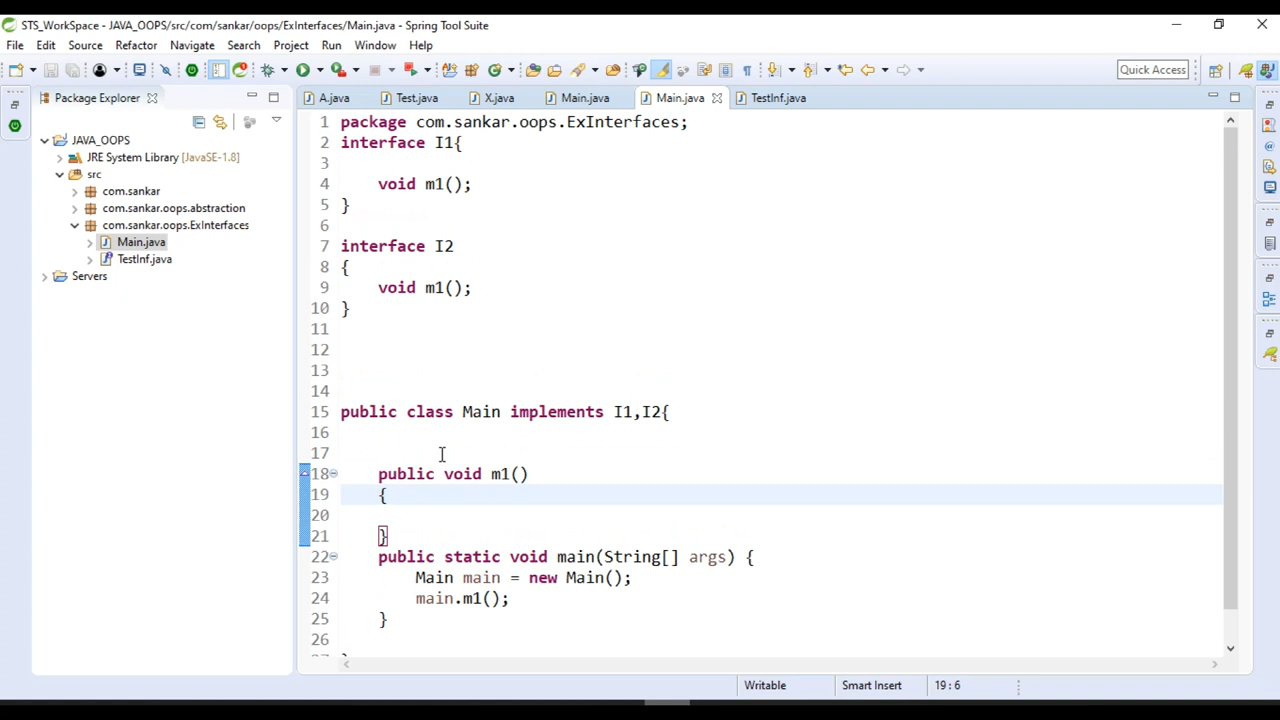 STS_WorkSpace - JAVA_OOPS/src/com/sankar/oops/ExInterfaces/Main.java - Spring Tool Suite
File Edit Source Refactor Navigate Search Project Run Window Help
Quick Access
Package Explorer
A.java Test.java X.java Main.java Main.java TestInf.java
JAVA_OOPS
JRE System Library [JavaSE-1.8]
src
com.sankar
com.sankar.oops.abstraction
com.sankar.oops.ExInterfaces
Main.java
TestInf.java
Servers
1 package com.sankar.oops.ExInterfaces;
2 interface I1{
3
4 void m1();
5 }
6
7 interface I2
8 {
9 void m1();
10 }
11
12
13
14
15 public class Main implements I1,I2{
16
17
18 public void m1()
19 {
20
21 }
22 public static void main(String[] args) {
23 Main main = new Main();
24 main.m1();
25 }
26
27 }
Writable Smart Insert 19 : 6